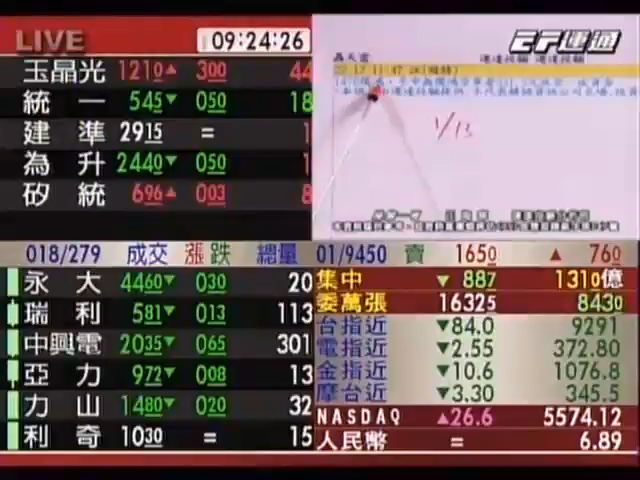 LIVE
09:24:26
玉晶光 1210▲ 300 44
統一 545▼ 050 18
建準 2915 = 1
為升 2440▼ 050 1
矽統 696▲ 003 8
運通
1/13
018/279 成交 漲跌 總量
永大 4460▼ 030 20
瑞利 581▼ 013 113
中興電 2035▼ 065 301
亞力 972▼ 008 13
力山 1480▼ 020 32
利奇 1030 = 15
01/9450 賣 1650 ▲ 760
集中 ▼ 887 1310億
委萬張 16325 8430
台指近 ▼84.0 9291
電指近 ▼2.55 372.80
金指近 ▼10.6 1076.8
摩台近 ▼3.30 345.5
NASDAQ ▲26.6 5574.12
人民幣 = 6.89